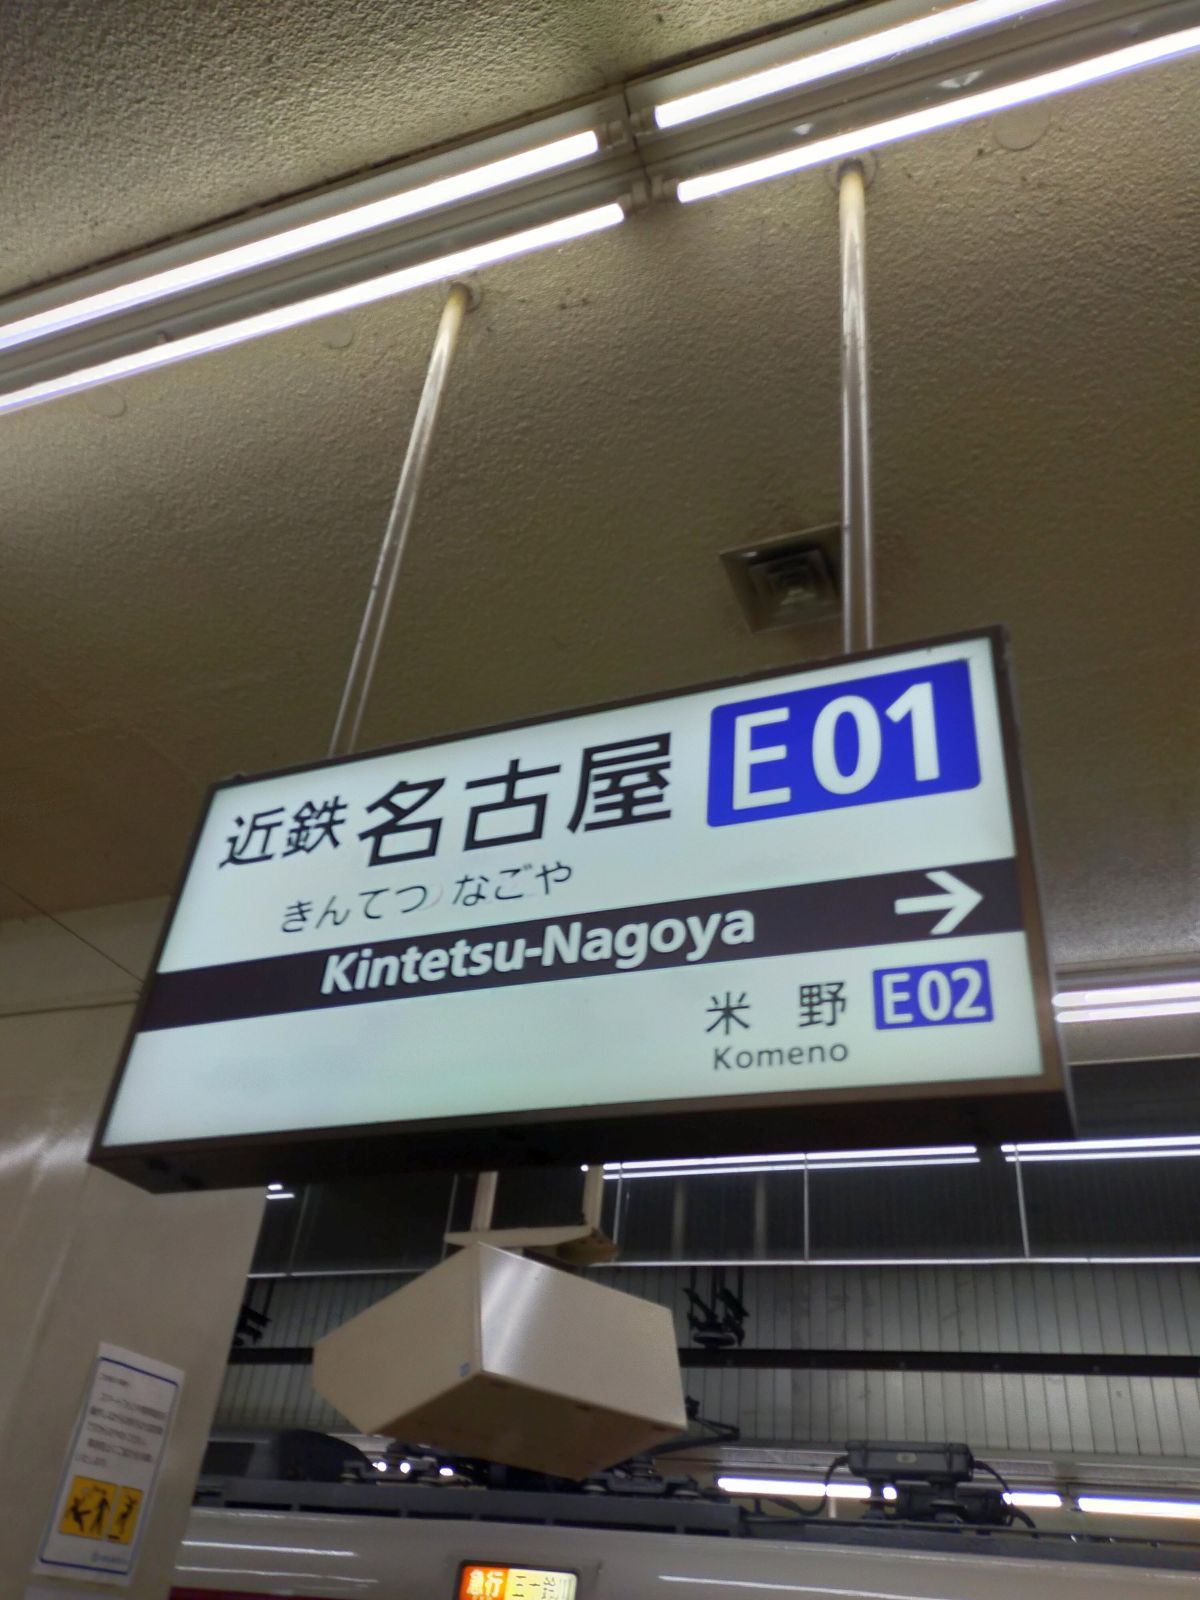 近鉄名古屋 E01
きんてつ なごや
Kintetsu-Nagoya →
米野 E02
Komeno
急行